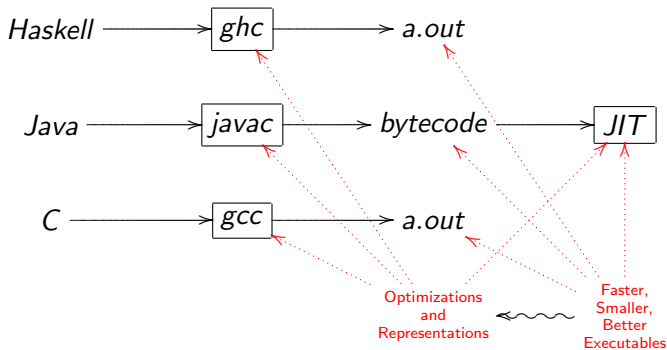 Haskell ghc a.out
Java javac bytecode JIT
C gcc a.out
Optimizations
and
Representations
Faster,
Smaller,
Better
Executables